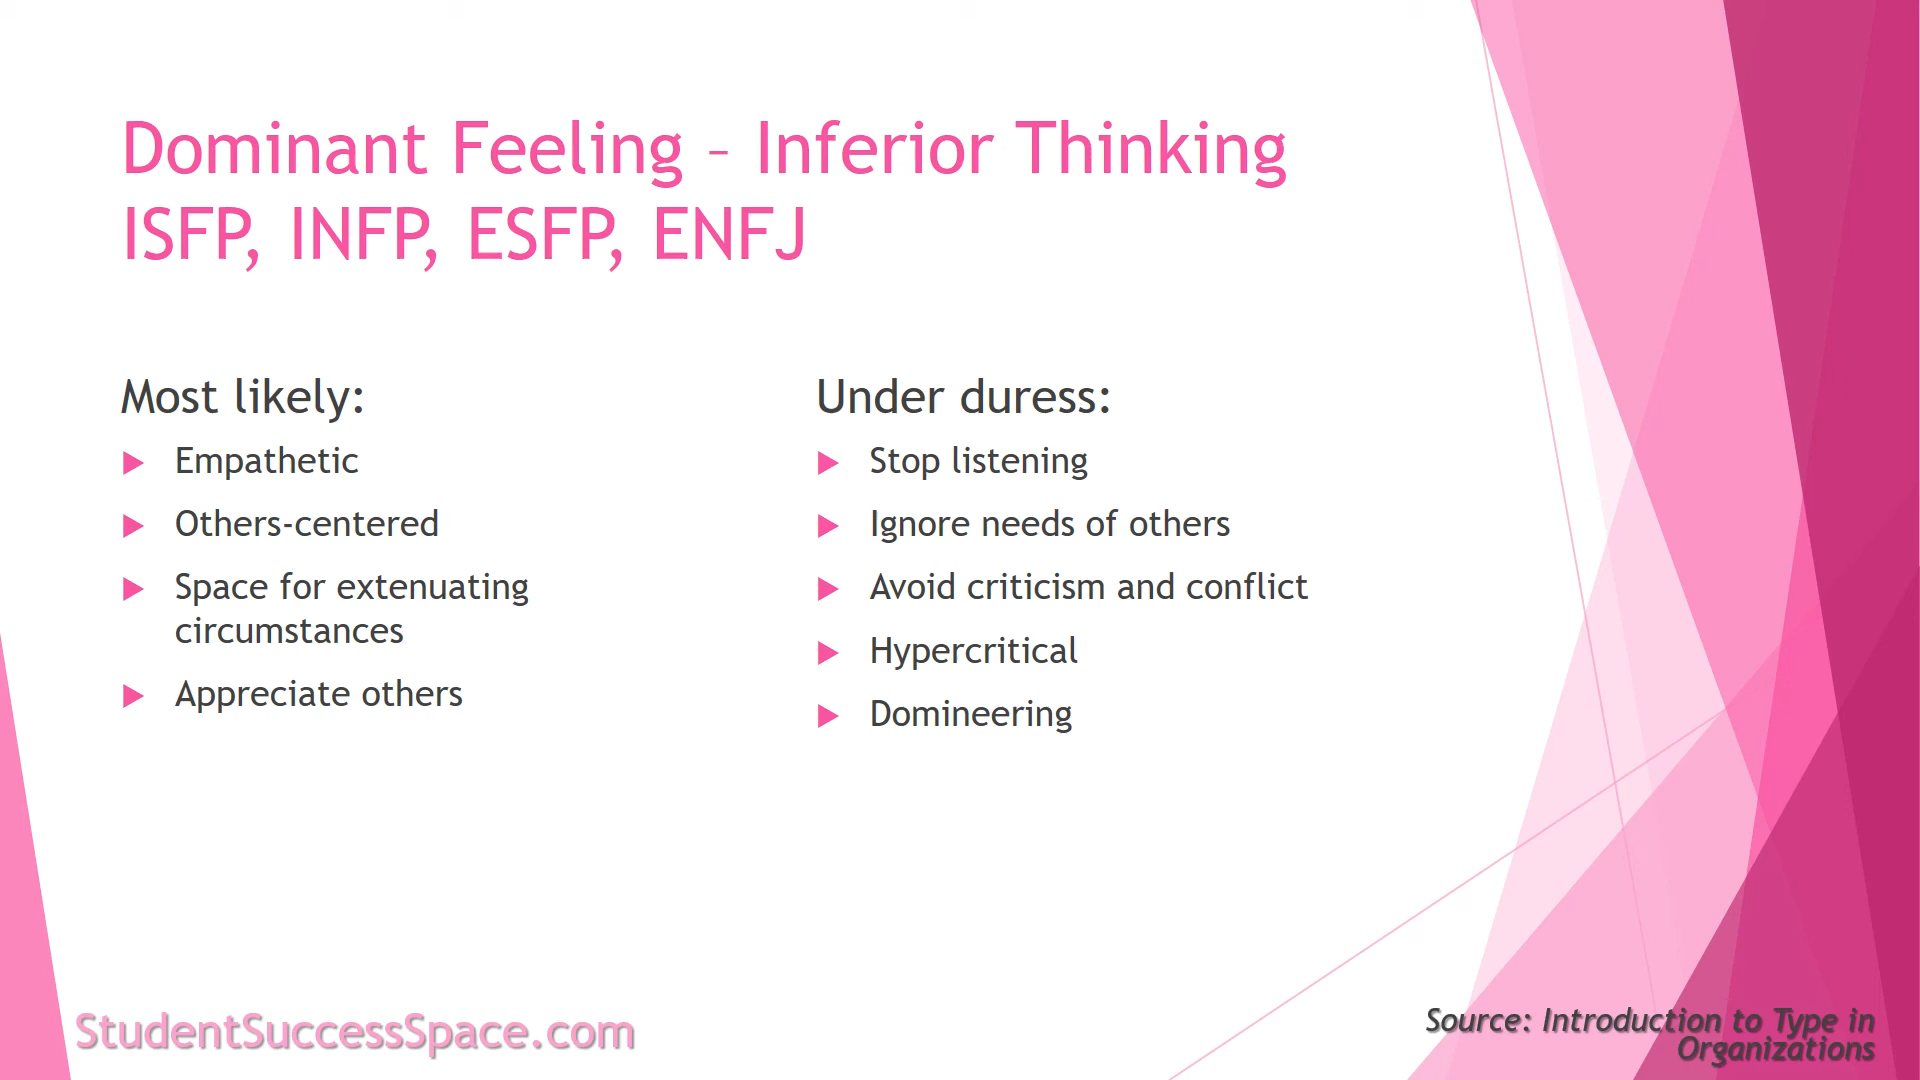 Dominant Feeling – Inferior Thinking
ISFP, INFP, ESFP, ENFJ
Most likely:
Empathetic
Others-centered
Space for extenuating
circumstances
Appreciate others
Under duress:
Stop listening
Ignore needs of others
Avoid criticism and conflict
Hypercritical
Domineering
StudentSuccessSpace.com
Source: Introduction to Type in
Organizations